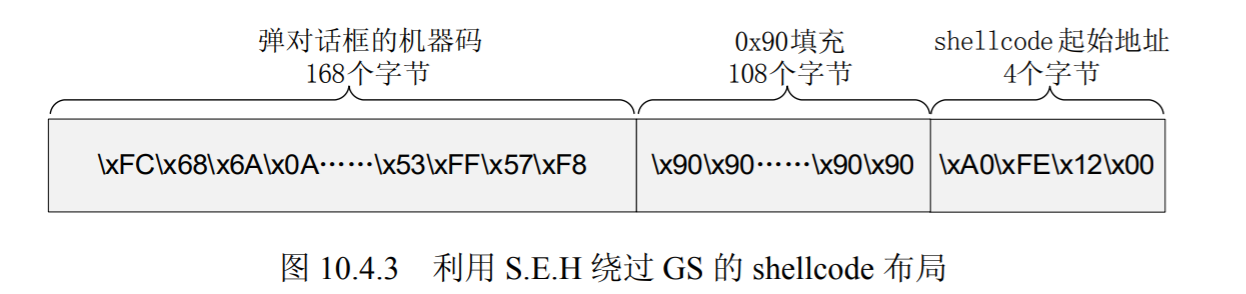 弹对话框的机器码
168个字节
0x90填充
108个字节
shellcode起始地址
4个字节
\xFC\x68\x6A\x0A……\x53\xFF\x57\xF8
\x90\x90……\x90\x90
\xA0\xFE\x12\x00
图 10.4.3 利用 S.E.H 绕过 GS 的 shellcode 布局